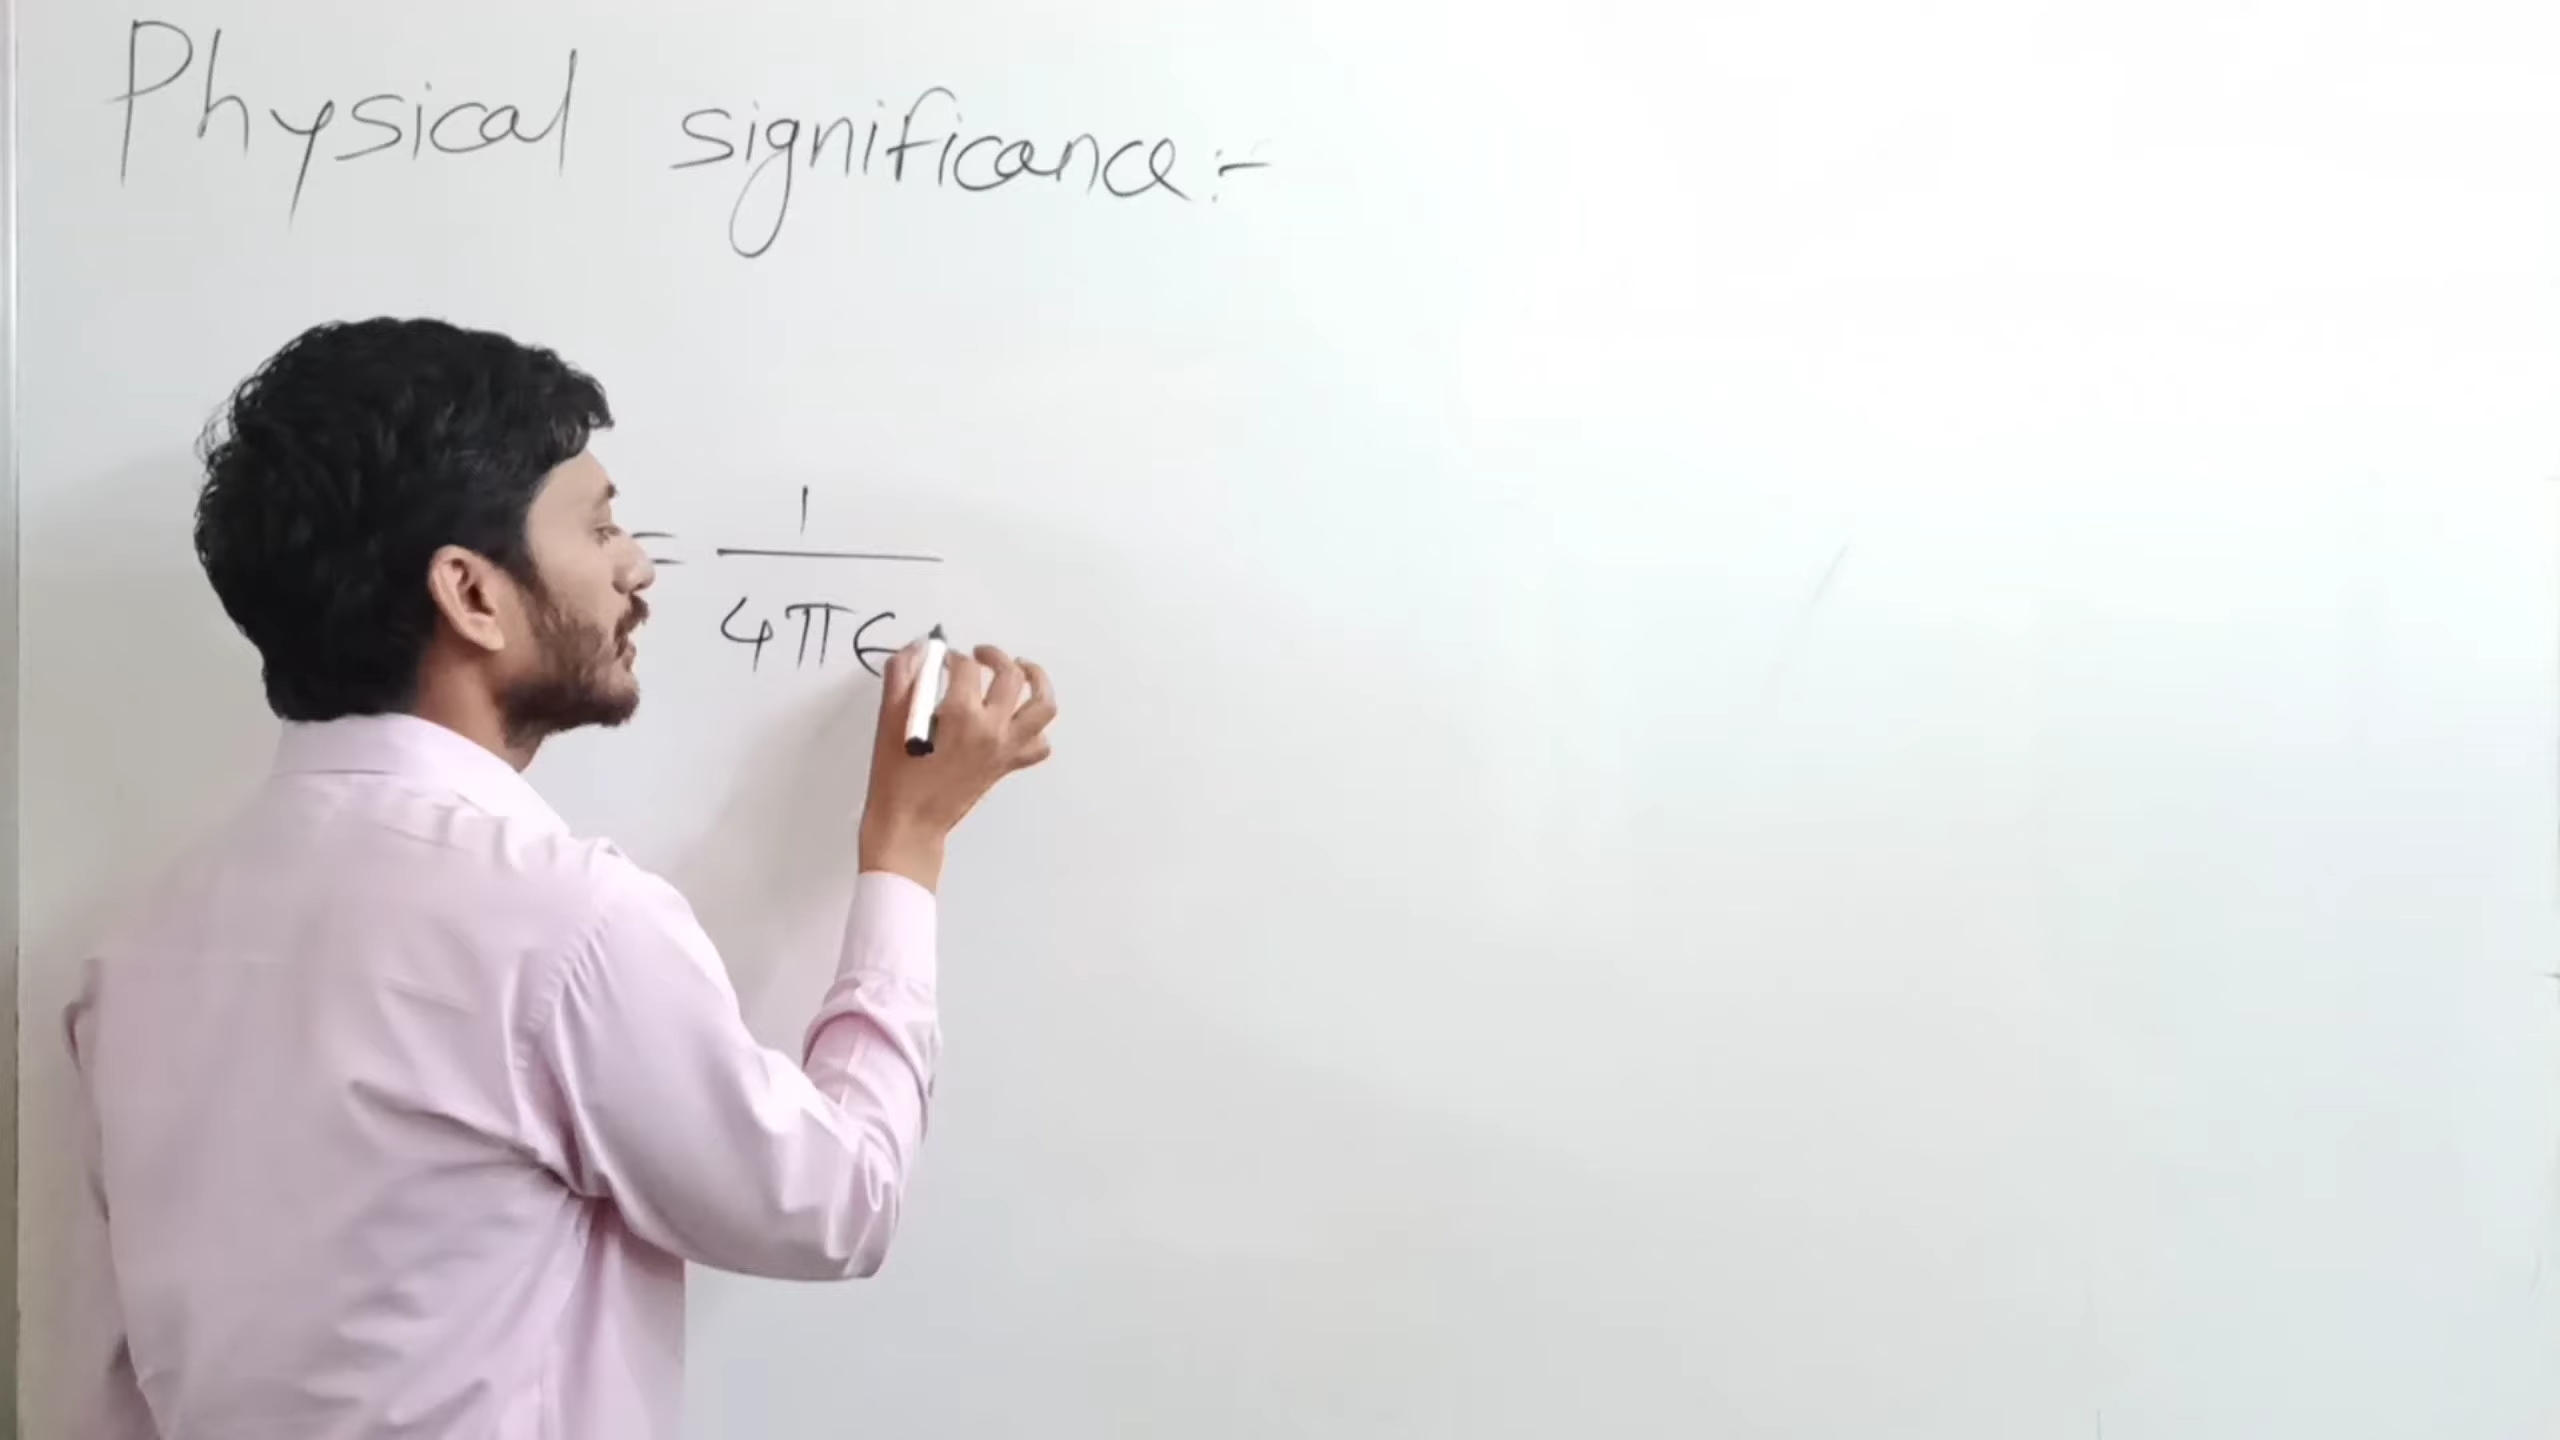 Physical significance:-
= 1
4πε